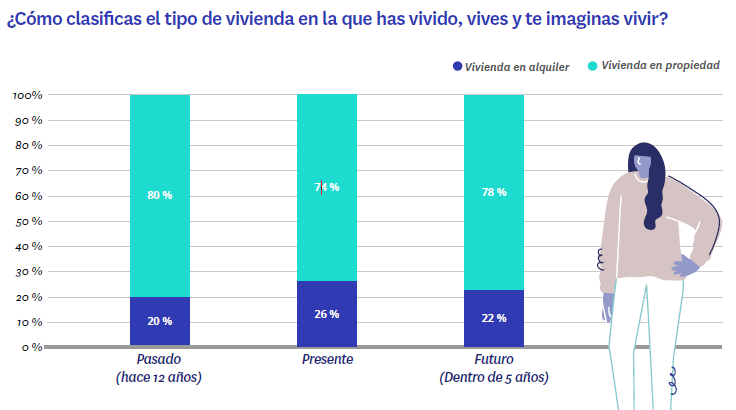 ¿Cómo clasificas el tipo de vivienda en la que has vivido, vives y te imaginas vivir?
Vivienda en alquiler
Vivienda en propiedad
100%
90 %
80 %
70 %
60 %
50 %
40 %
30 %
20 %
10 %
0 %
80 %
74 %
78 %
20 %
26 %
22 %
Pasado
(hace 12 años)
Presente
Futuro
(Dentro de 5 años)